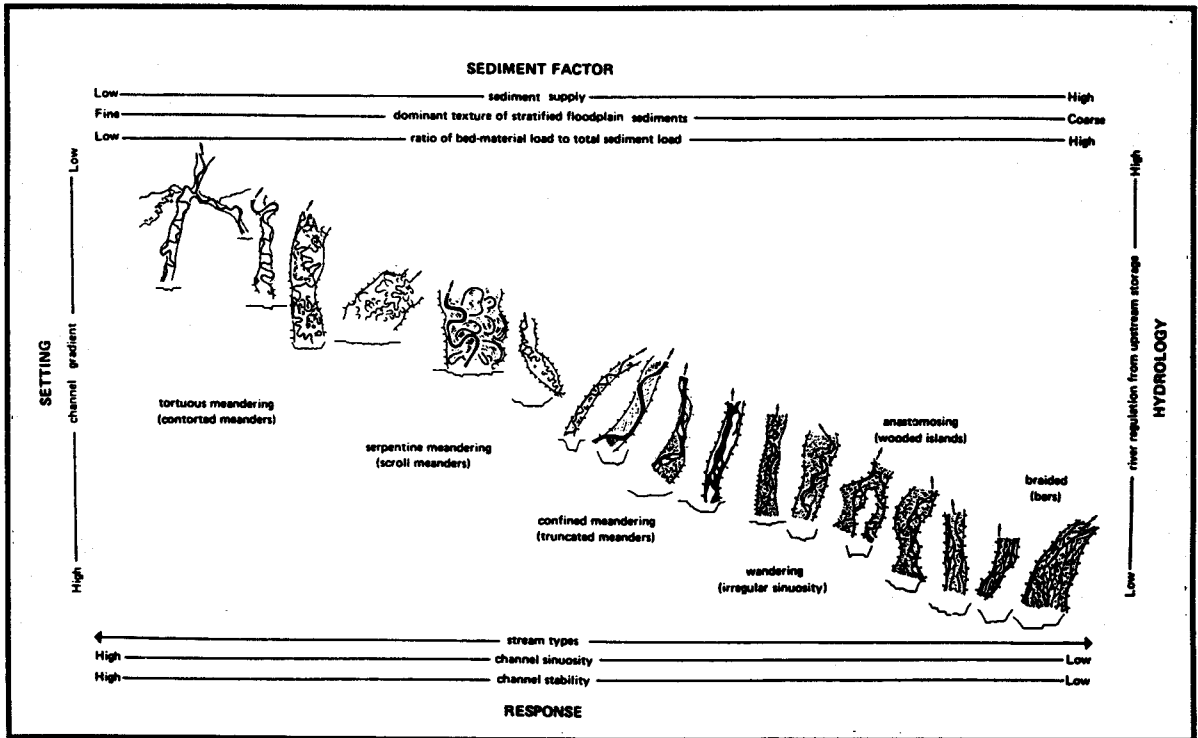 SEDIMENT FACTOR
Low sediment supply High
Fine dominant texture of stratified floodplain sediments Coarse
Low ratio of bed-material load to total sediment load High
Low
channel gradient
High
SETTING
High
river regulation from upstream storage
Low
HYDROLOGY
tortuous meandering
(contorted meanders)
serpentine meandering
(scroll meanders)
confined meandering
(truncated meanders)
wandering
(irregular sinuosity)
anastomosing
(wooded islands)
braided
(bars)
stream types
High channel sinuosity Low
High channel stability Low
RESPONSE